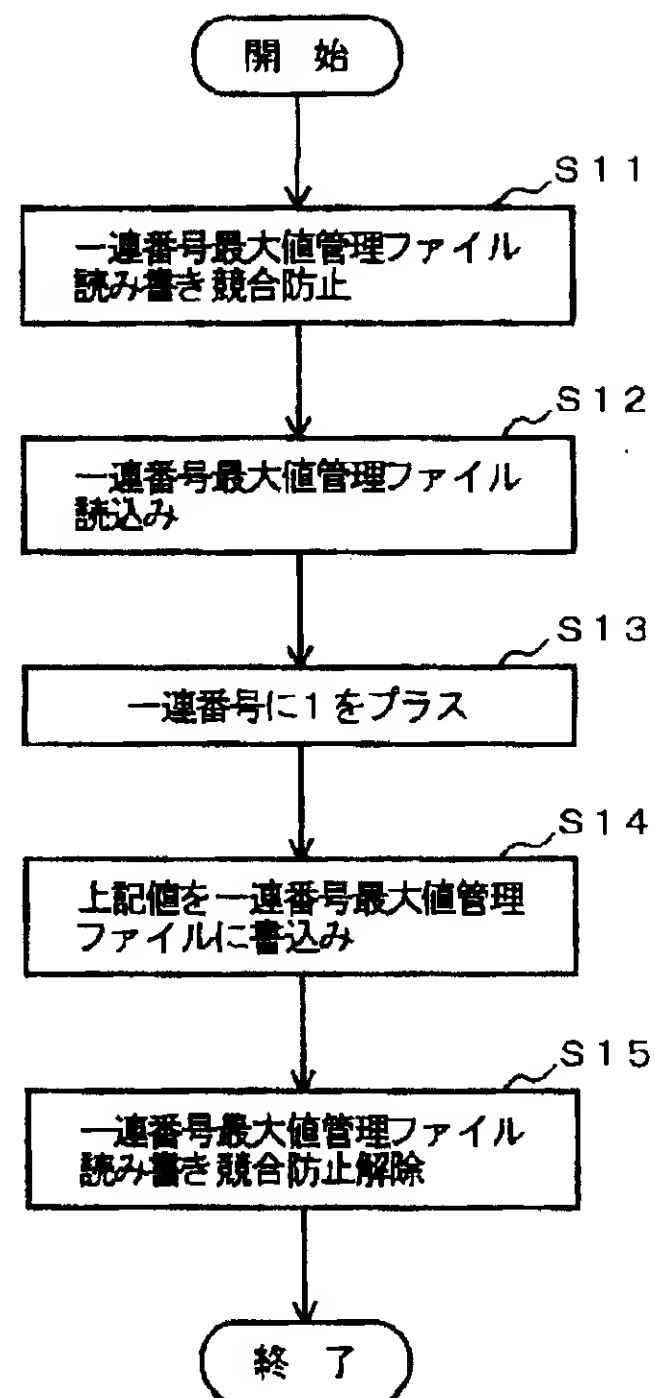 開始
S11
一連番号最大値管理ファイル
読み書き競合防止
S12
一連番号最大値管理ファイル
読込み
S13
一連番号に1をプラス
S14
上記値を一連番号最大値管理
ファイルに書込み
S15
一連番号最大値管理ファイル
読み書き競合防止解除
終了